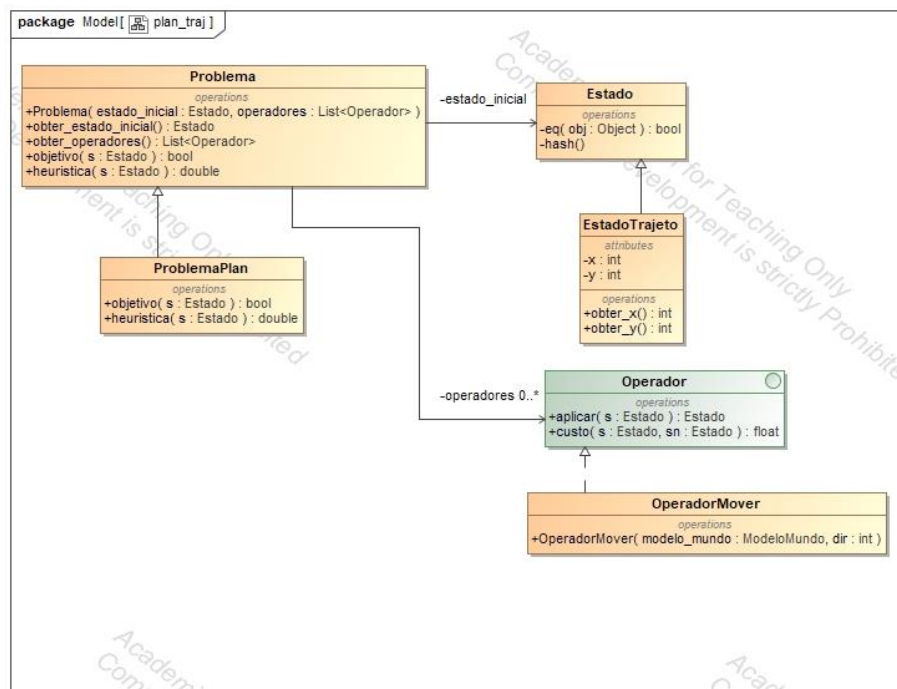 package Model[ plan_traj ]
Problema
operations
+Problema( estado_inicial : Estado, operadores : List<Operador> )
+obter_estado_inicial() : Estado
+obter_operadores() : List<Operador>
+objetivo( s : Estado ) : bool
+heuristica( s : Estado ) : double
-estado_inicial
Estado
operations
-eq( obj : Object ) : bool
-hash()
EstadoTrajeto
attributes
-x : int
-y : int
operations
+obter_x() : int
+obter_y() : int
ProblemaPlan
operations
+objetivo( s : Estado ) : bool
+heuristica( s : Estado ) : double
-operadores 0..*
Operador
operations
+aplicar( s : Estado ) : Estado
+custo( s : Estado, sn : Estado ) : float
OperadorMover
operations
+OperadorMover( modelo_mundo : ModeloMundo, dir : int )
for Teaching Only
Development is strictly Prohibite